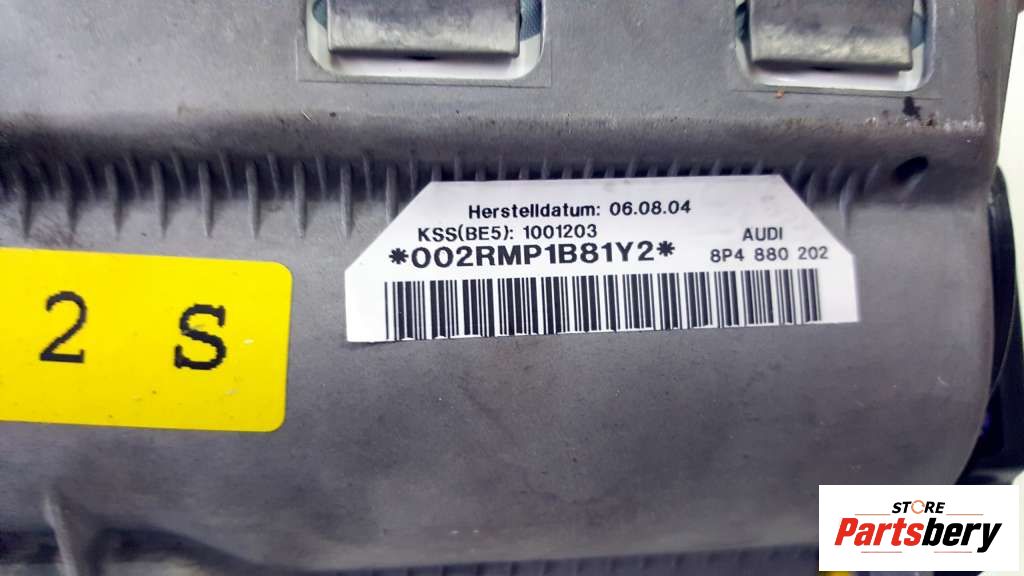 Herstelldatum: 06.08.04
KSS(BE5): 1001203
AUDI
*002RMP1B81Y2*
8P4 880 202
2 S
STORE
Partsbery